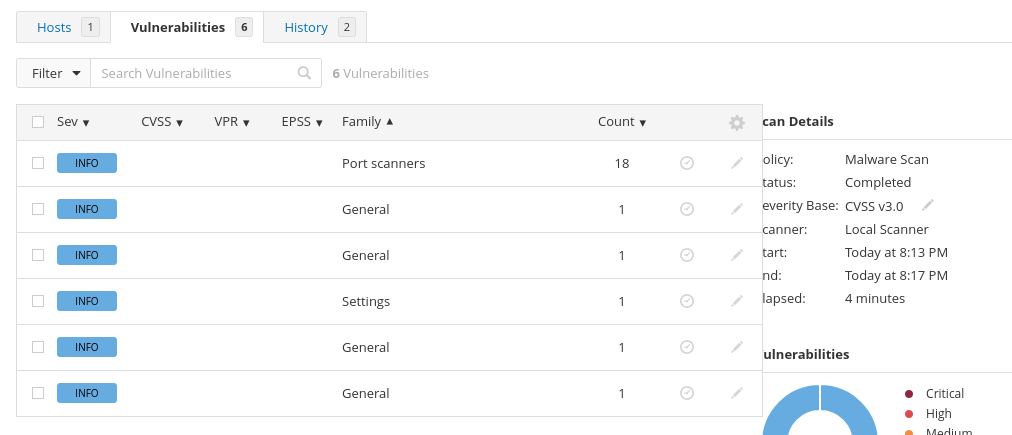 Hosts 1 Vulnerabilities 6 History 2
Filter Search Vulnerabilities 6 Vulnerabilities
Sev CVSS VPR EPSS Family Count
INFO Port scanners 18
INFO General 1
INFO General 1
INFO Settings 1
INFO General 1
INFO General 1
can Details
olicy: Malware Scan
tatus: Completed
everity Base: CVSS v3.0
canner: Local Scanner
tart: Today at 8:13 PM
nd: Today at 8:17 PM
lapsed: 4 minutes
ulnerabilities
Critical
High
Medium